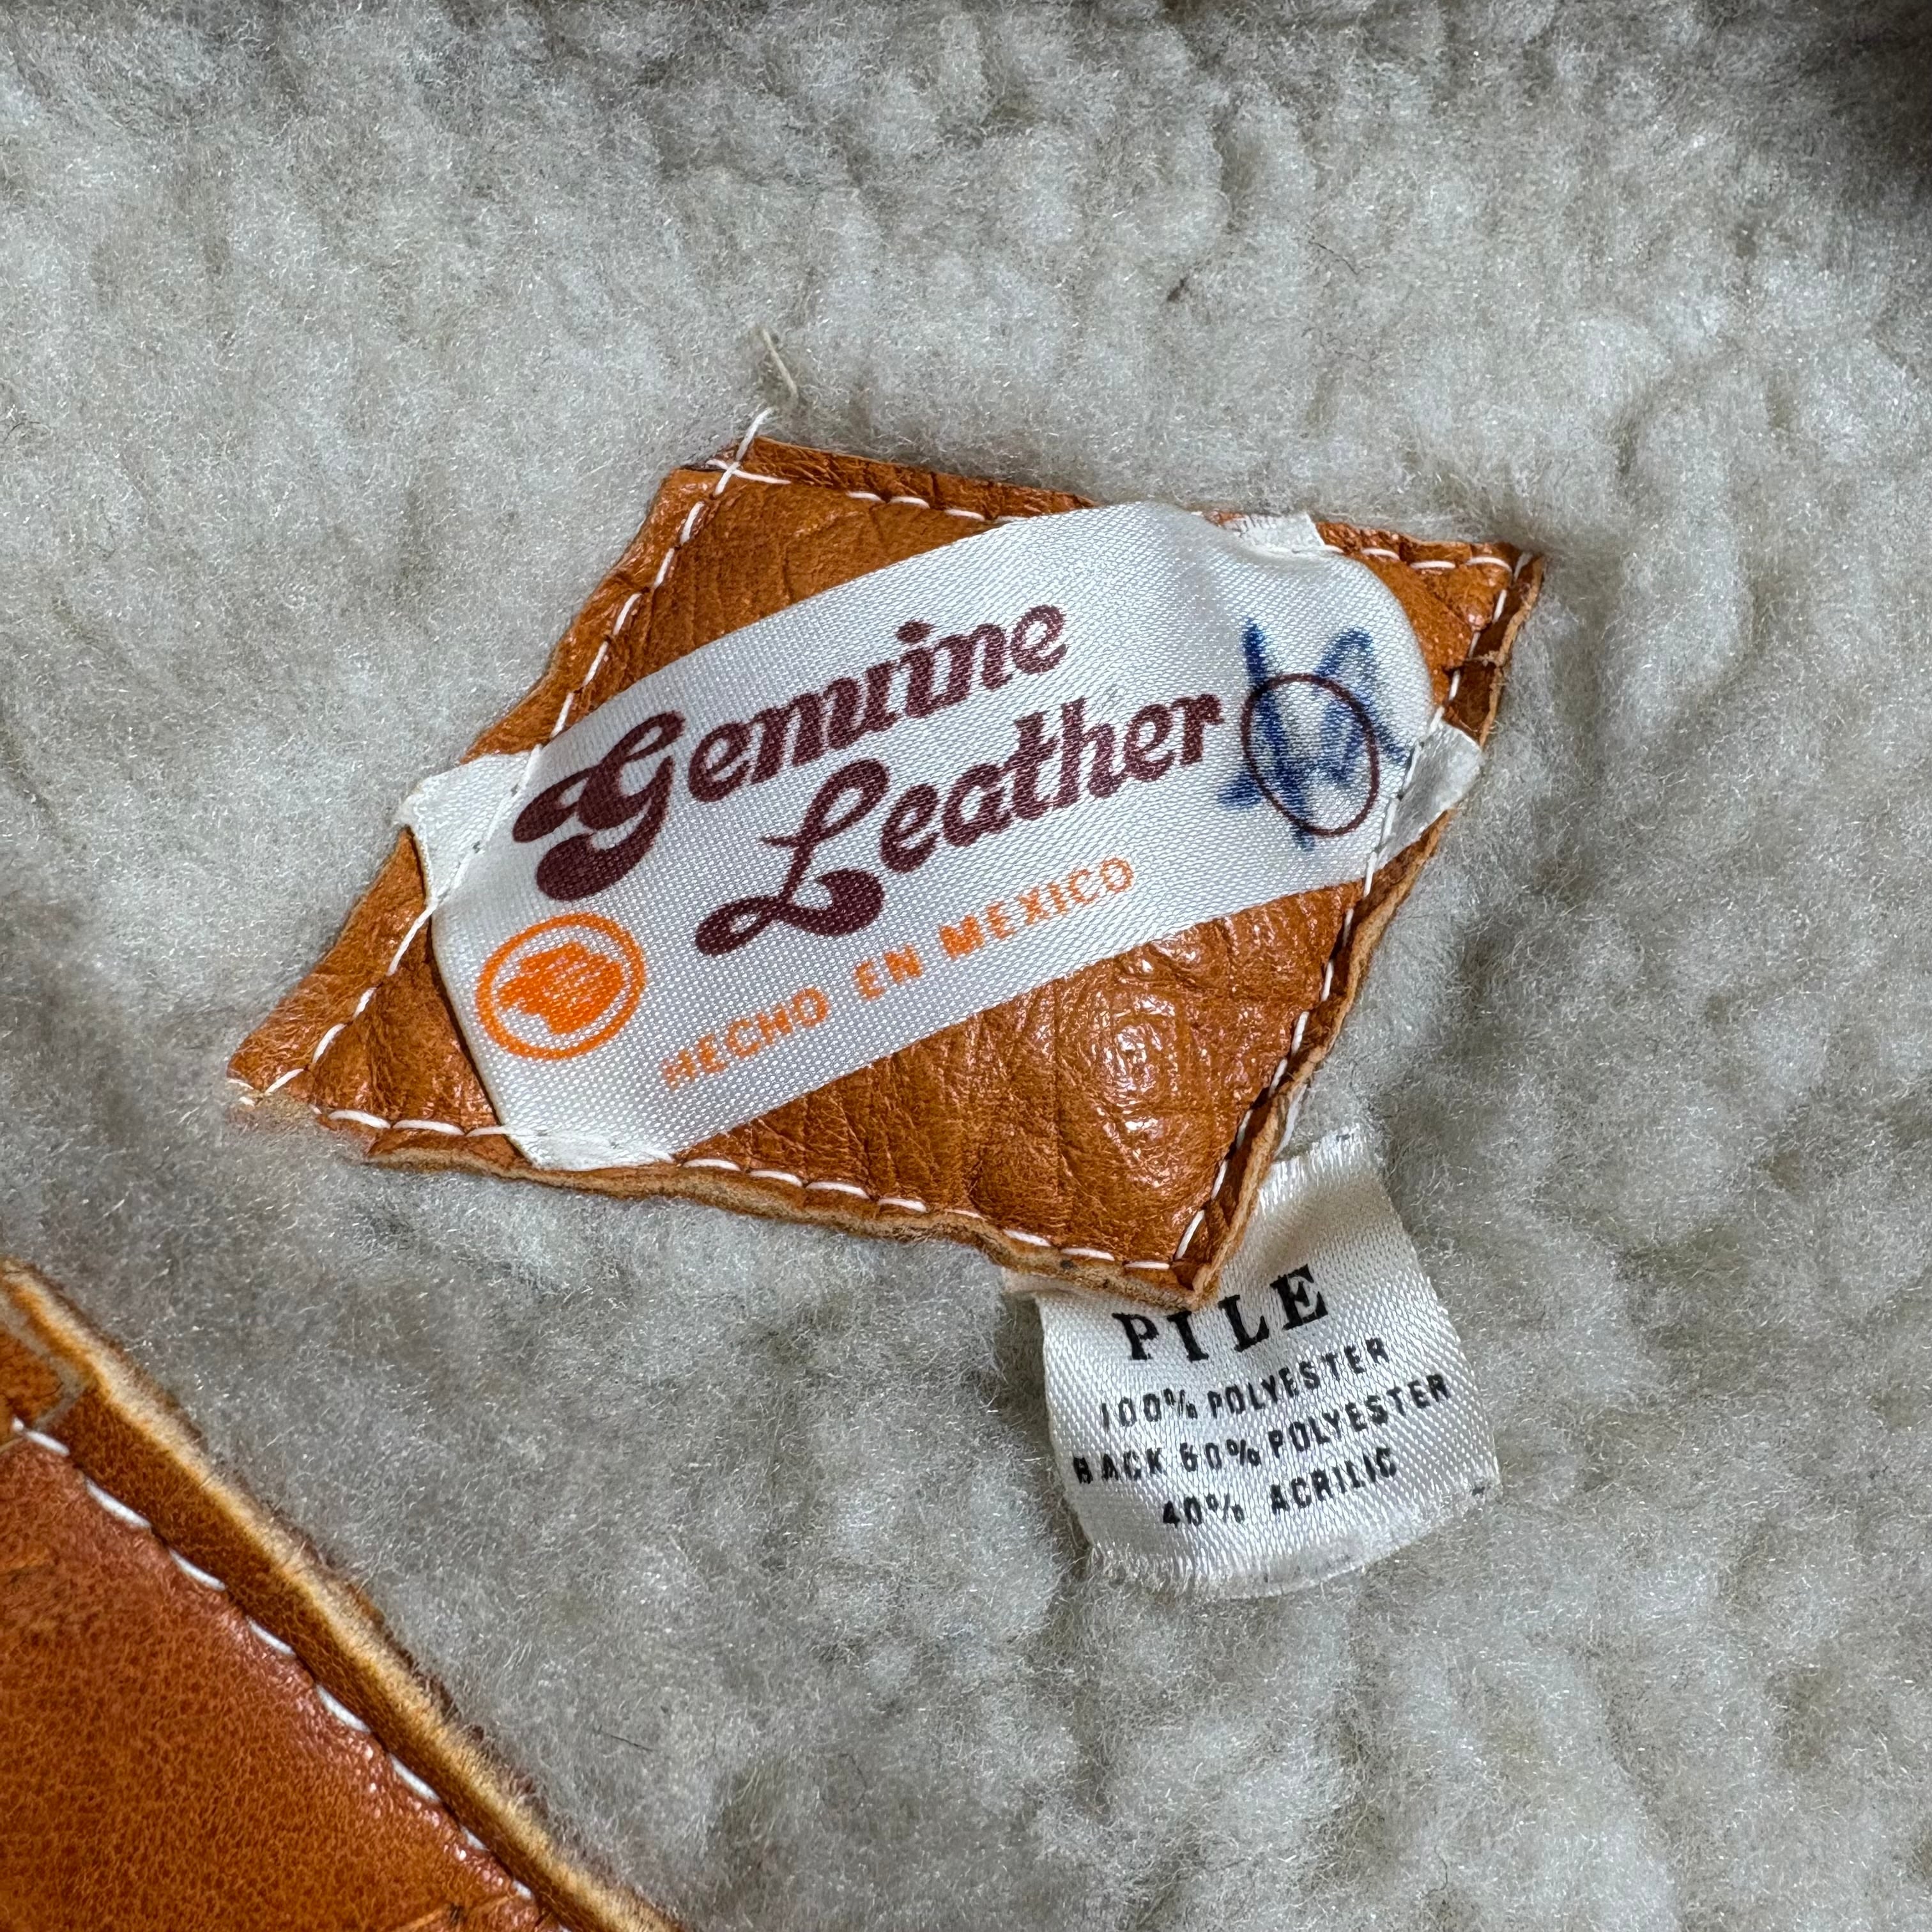 Genuine
Leather
HECHO EN MEXICO
PILE
100% POLYESTER
BACK 60% POLYESTER
40% ACRILIC